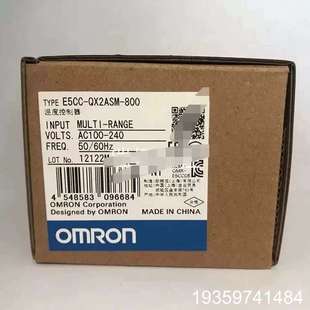 TYPE E5CC-QX2ASM-800
温度控制器
INPUT MULTI-RANGE
VOLTS. AC100-240
FREQ. 50/60Hz
LOT No. 12122M
4 548583 096684
OMRON Corporation
Designed by OMRON
MADE IN CHINA
OMRON
19359741484